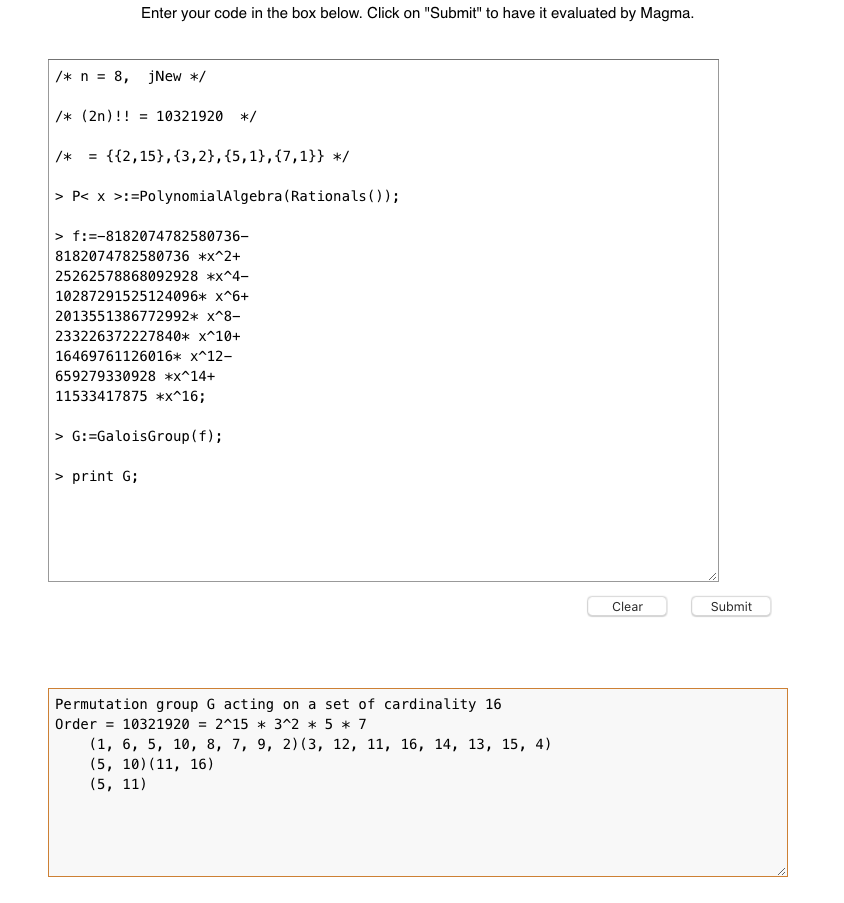 Enter your code in the box below. Click on "Submit" to have it evaluated by Magma.
/* n = 8,  jNew */
/* (2n)!! = 10321920  */
/*  = {{2,15},{3,2},{5,1},{7,1}} */
> P< x >:=PolynomialAlgebra(Rationals());
> f:=−8182074782580736−
8182074782580736 *x^2+
25262578868092928 *x^4−
10287291525124096* x^6+
2013551386772992* x^8−
233226372227840* x^10+
16469761126016* x^12−
659279330928 *x^14+
11533417875 *x^16;
> G:=GaloisGroup(f);
> print G;
Clear Submit
Permutation group G acting on a set of cardinality 16
Order = 10321920 = 2^15 * 3^2 * 5 * 7
(1, 6, 5, 10, 8, 7, 9, 2)(3, 12, 11, 16, 14, 13, 15, 4)
(5, 10)(11, 16)
(5, 11)